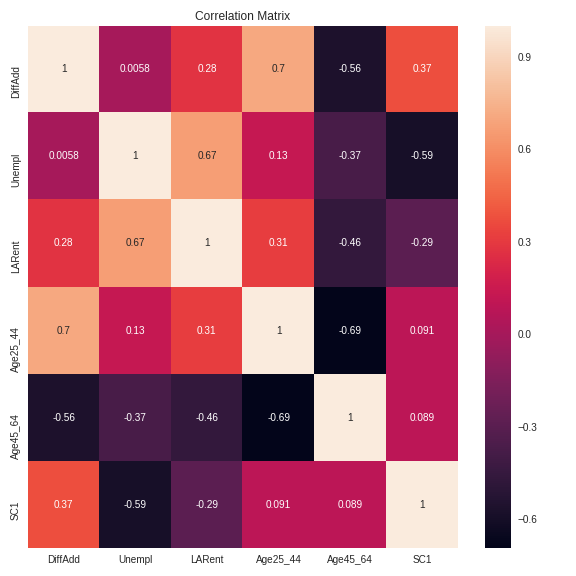 Correlation Matrix
DiffAdd 1 0.0058 0.28 0.7 -0.56 0.37
Unempl 0.0058 1 0.67 0.13 -0.37 -0.59
LARent 0.28 0.67 1 0.31 -0.46 -0.29
Age25_44 0.7 0.13 0.31 1 -0.69 0.091
Age45_64 -0.56 -0.37 -0.46 -0.69 1 0.089
SC1 0.37 -0.59 -0.29 0.091 0.089 1
DiffAdd Unempl LARent Age25_44 Age45_64 SC1
0.9
0.6
0.3
0.0
−0.3
−0.6